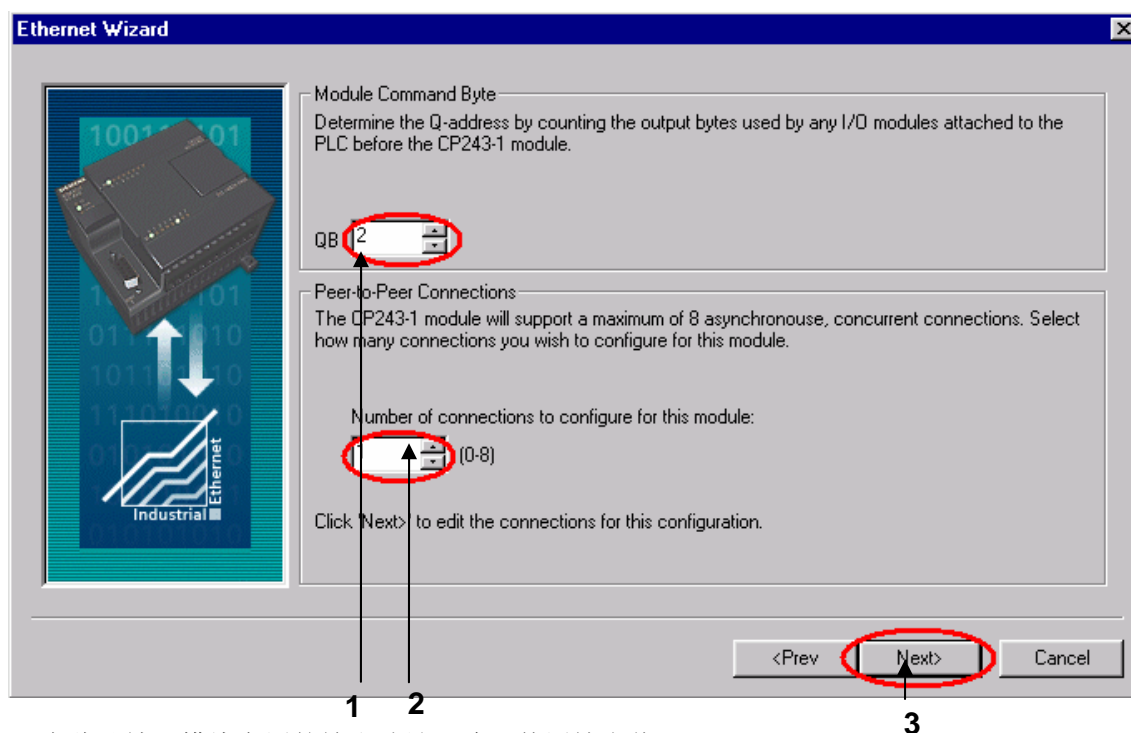 Ethernet Wizard
Module Command Byte
Determine the Q-address by counting the output bytes used by any I/O modules attached to the
PLC before the CP243-1 module.
QB 2
Peer-to-Peer Connections
The CP243-1 module will support a maximum of 8 asynchronouse, concurrent connections. Select
how many connections you wish to configure for this module.
Number of connections to configure for this module:
(0-8)
Click 'Next>' to edit the connections for this configuration.
Industrial
Ethernet
<Prev
Next>
Cancel
1
2
3